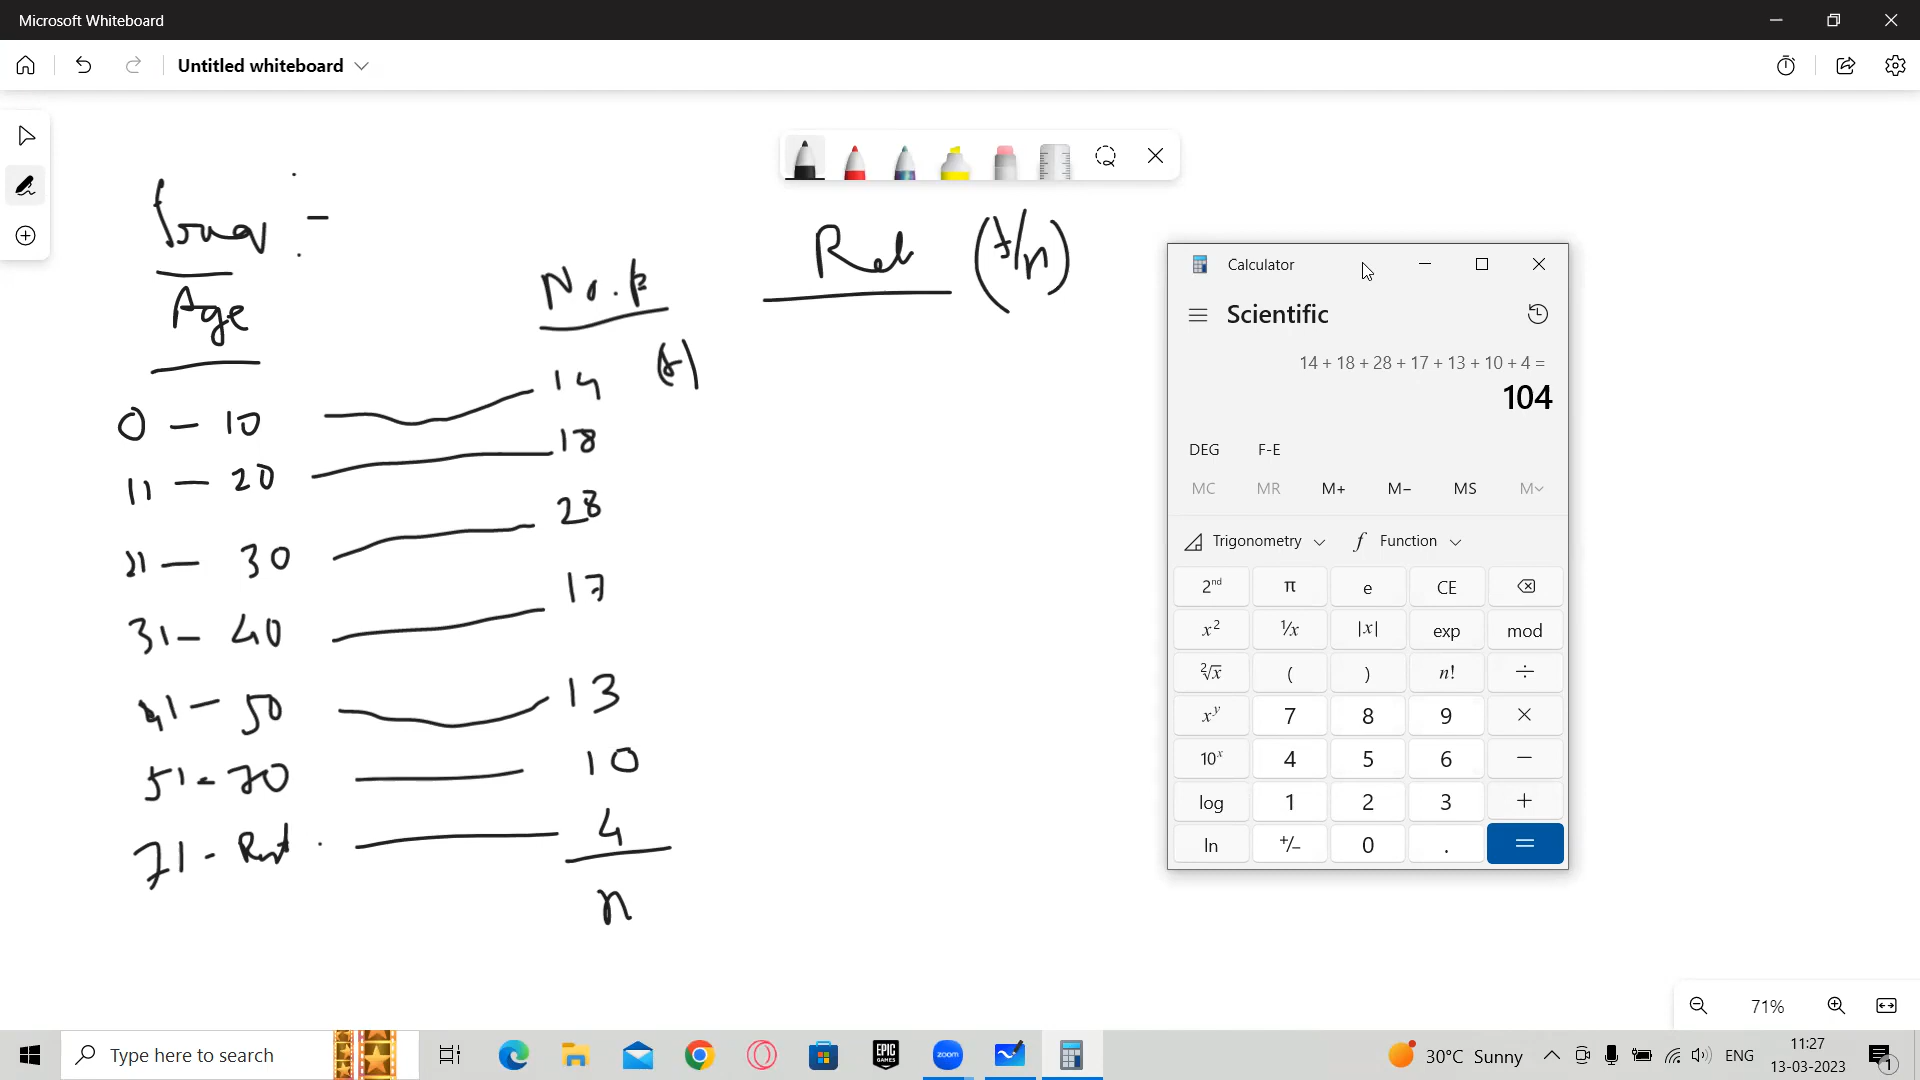 Microsoft Whiteboard
Untitled whiteboard
Age
No. P
Rel (f/n)
(f)
0 – 10 14
11 – 20 18
21 – 30 28
31 – 40 17
41 – 50 13
51 - 70 10
71 - Rest 4
n
Calculator
Scientific
14 + 18 + 28 + 17 + 13 + 10 + 4 =
104
DEG F-E
MC MR M+ M− MS M
Trigonometry f Function
2nd π e CE
x² ¹/x |x| exp mod
²√x ( ) n! ÷
xʸ 7 8 9 ×
10ˣ 4 5 6 −
log 1 2 3 +
ln +/− 0 . =
71%
Type here to search
EPIC GAMES
zoom
30°C Sunny
ENG
11:27
13-03-2023
1